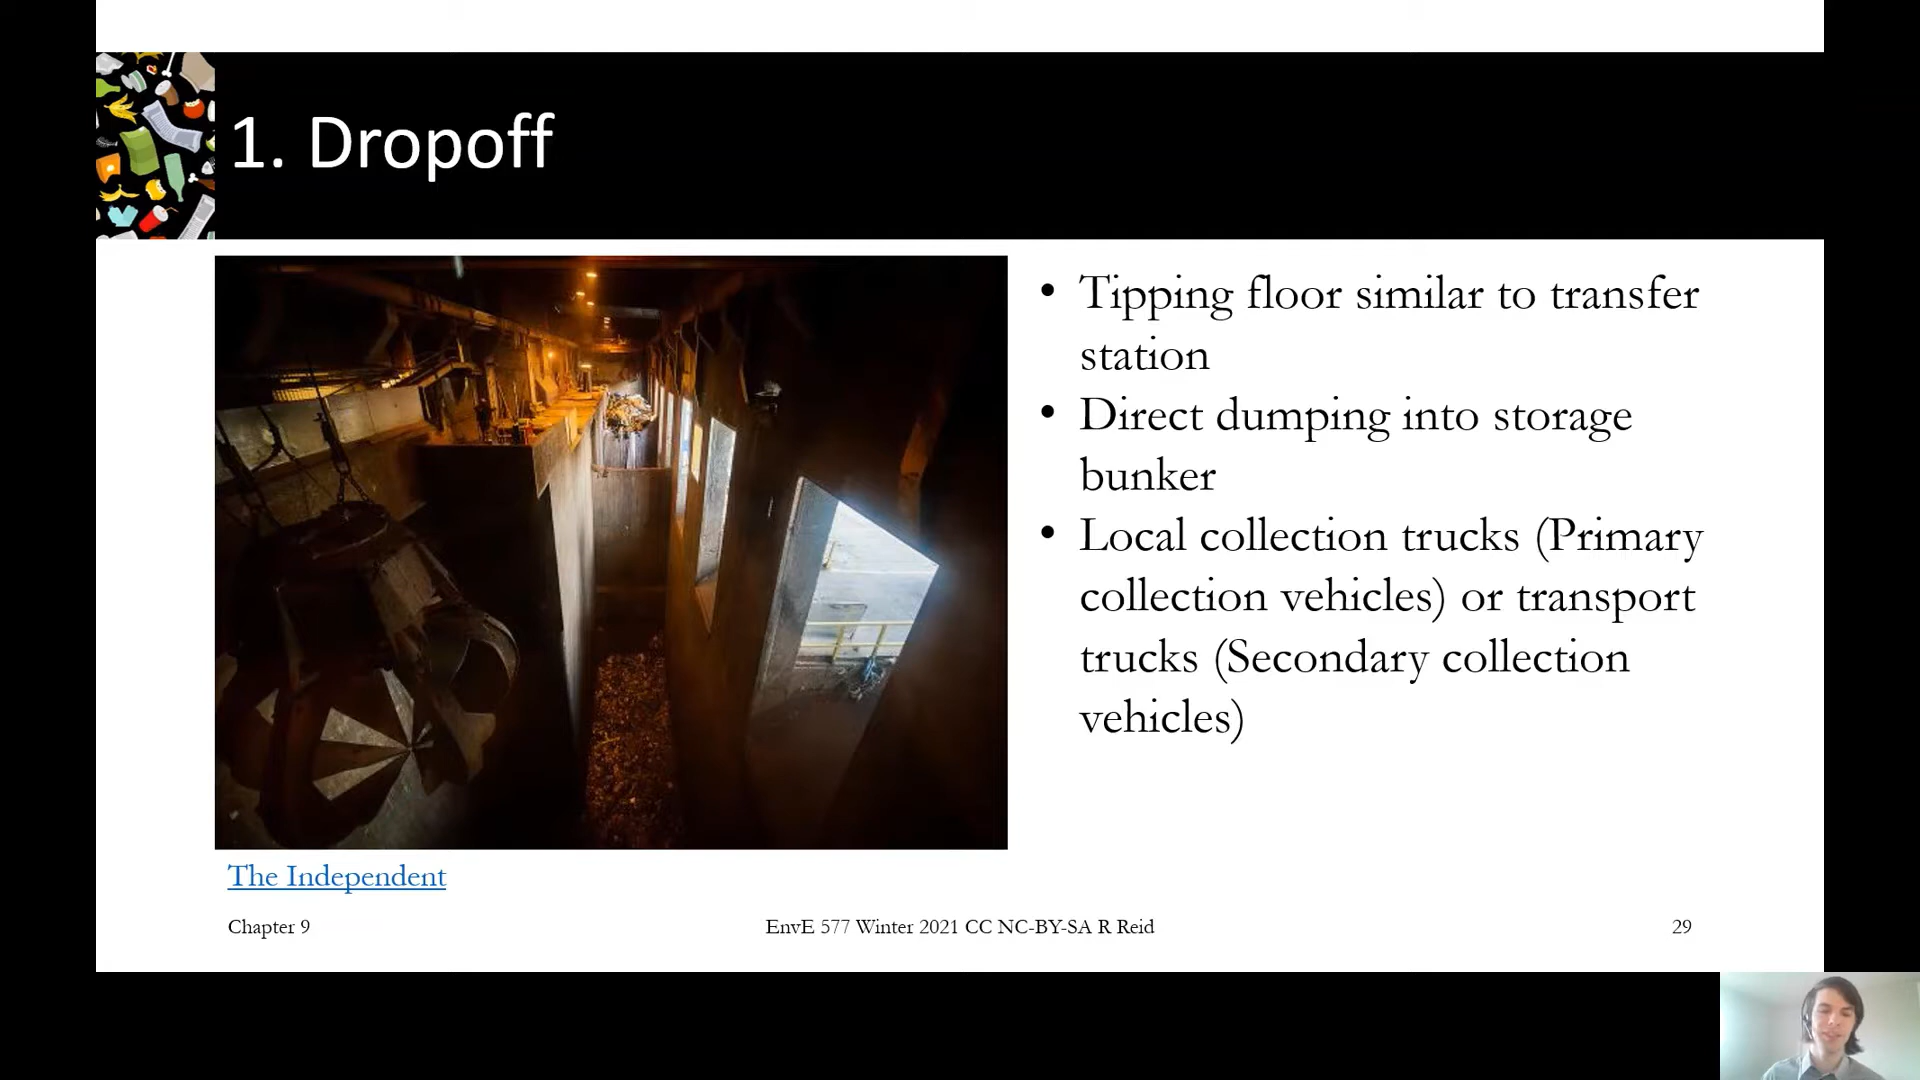 1. Dropoff
• Tipping floor similar to transfer
station
• Direct dumping into storage
bunker
• Local collection trucks (Primary
collection vehicles) or transport
trucks (Secondary collection
vehicles)
The Independent
Chapter 9
EnvE 577 Winter 2021 CC NC-BY-SA R Reid
29